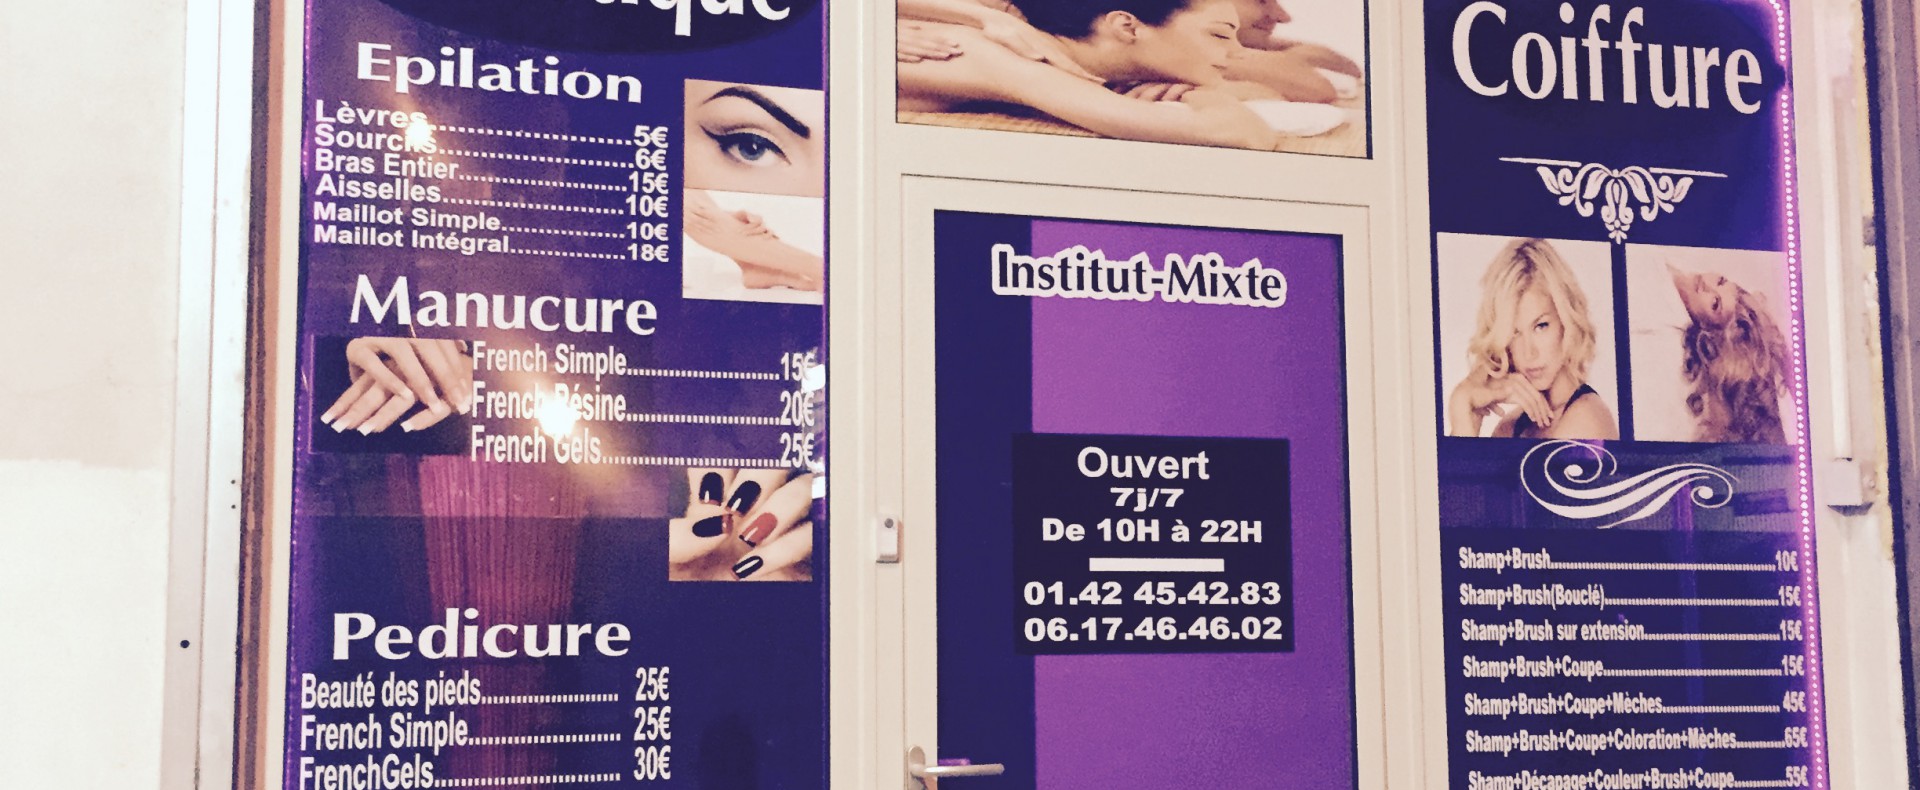 Epilation
Lèvres..........................5€
Sourcils.........................6€
Bras Entier.....................15€
Aisselles.......................10€
Maillot Simple................10€
Maillot Intégral...............18€
Manucure
French Simple......................15€
French Résine......................20€
French Gels.........................25€
Pedicure
Beauté des pieds.................... 25€
French Simple...................... 25€
FrenchGels......................... 30€
Institut-Mixte
Ouvert
7j/7
De 10H à 22H
01.42 45.42.83
06.17.46.46.02
Coiffure
Shamp+Brush..........................10€
Shamp+Brush(Bouclé)....................15€
Shamp+Brush sur extension................15€
Shamp+Brush+Coupe.....................15€
Shamp+Brush+Coupe+Mèches............... 45€
Shamp+Brush+Coupe+Coloration+Mèches.........65€
Shamp+Décapage+Couleur+Brush+Coupe..........55€